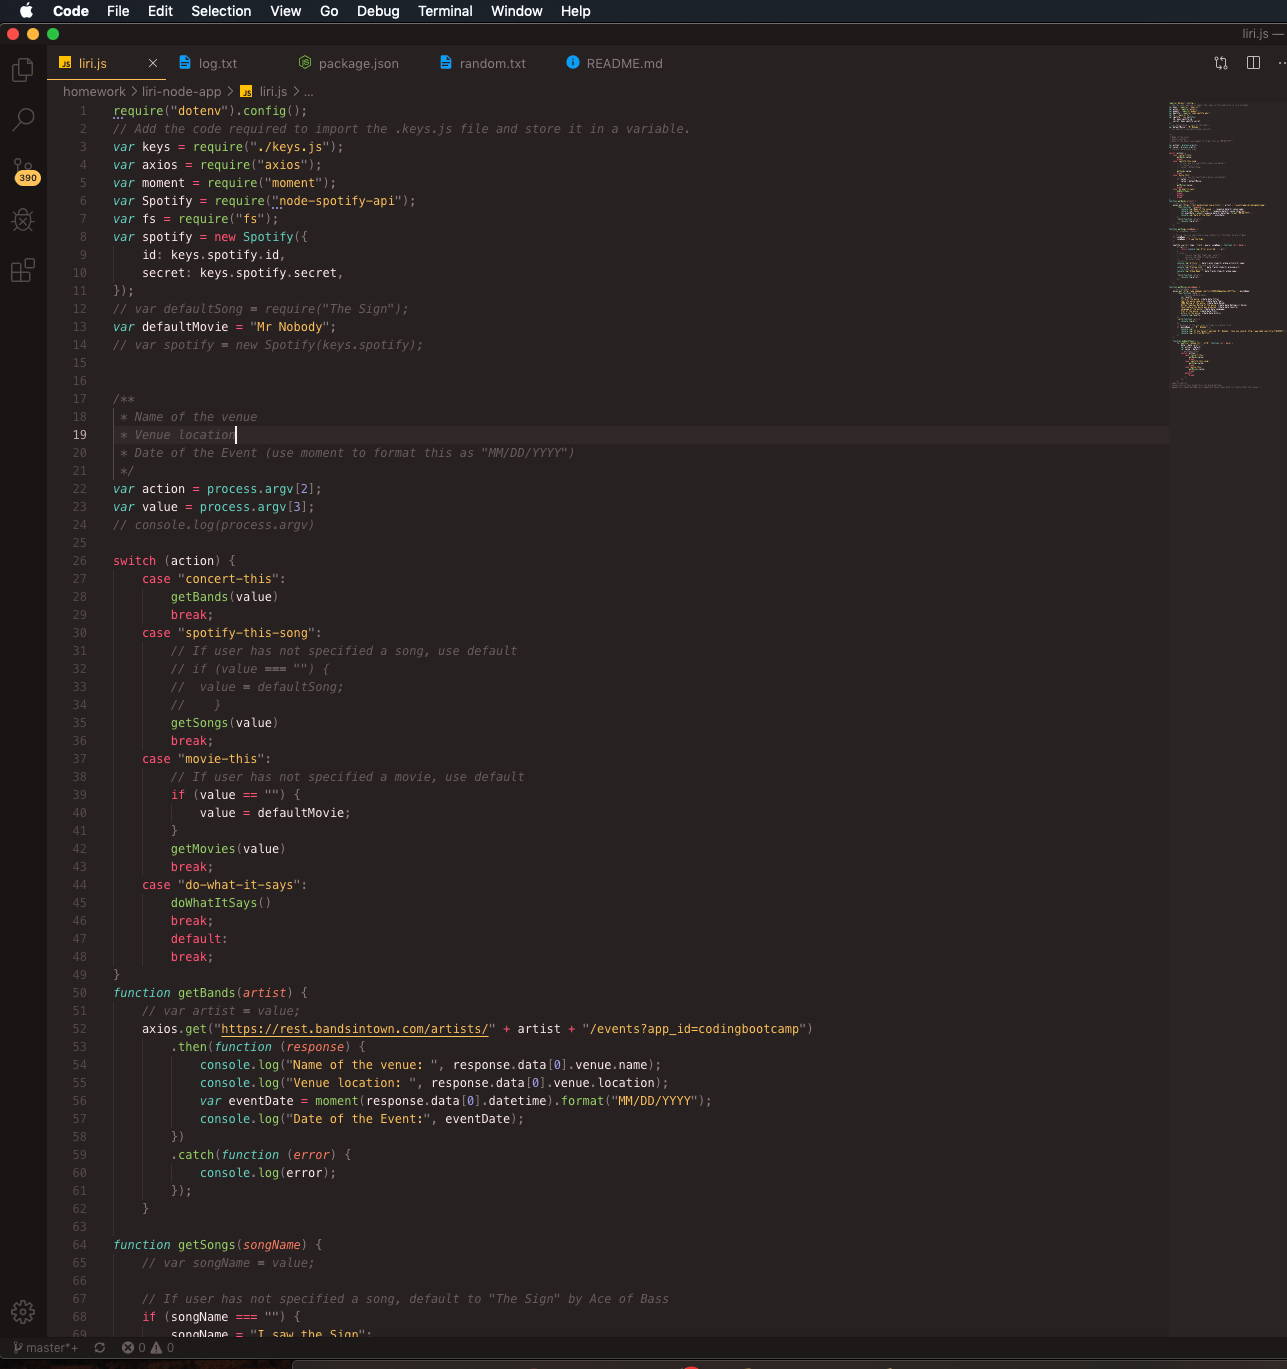 Code File Edit Selection View Go Debug Terminal Window Help
liri.js —
JS liri.js × log.txt package.json random.txt README.md
homework > liri-node-app > JS liri.js > ...
390
1 require("dotenv").config();
2 // Add the code required to import the .keys.js file and store it in a variable.
3 var keys = require("./keys.js");
4 var axios = require("axios");
5 var moment = require("moment");
6 var Spotify = require("node-spotify-api");
7 var fs = require("fs");
8 var spotify = new Spotify({
9 id: keys.spotify.id,
10 secret: keys.spotify.secret,
11 });
12 // var defaultSong = require("The Sign");
13 var defaultMovie = "Mr Nobody";
14 // var spotify = new Spotify(keys.spotify);
15
16
17 /**
18 * Name of the venue
19 * Venue location
20 * Date of the Event (use moment to format this as "MM/DD/YYYY")
21 */
22 var action = process.argv[2];
23 var value = process.argv[3];
24 // console.log(process.argv)
25
26 switch (action) {
27 case "concert-this":
28 getBands(value)
29 break;
30 case "spotify-this-song":
31 // If user has not specified a song, use default
32 // if (value === "") {
33 // value = defaultSong;
34 // }
35 getSongs(value)
36 break;
37 case "movie-this":
38 // If user has not specified a movie, use default
39 if (value == "") {
40 value = defaultMovie;
41 }
42 getMovies(value)
43 break;
44 case "do-what-it-says":
45 doWhatItSays()
46 break;
47 default:
48 break;
49 }
50 function getBands(artist) {
51 // var artist = value;
52 axios.get("https://rest.bandsintown.com/artists/" + artist + "/events?app_id=codingbootcamp")
53 .then(function (response) {
54 console.log("Name of the venue: ", response.data[0].venue.name);
55 console.log("Venue location: ", response.data[0].venue.location);
56 var eventDate = moment(response.data[0].datetime).format("MM/DD/YYYY");
57 console.log("Date of the Event:", eventDate);
58 })
59 .catch(function (error) {
60 console.log(error);
61 });
62 }
63
64 function getSongs(songName) {
65 // var songName = value;
66
67 // If user has not specified a song, default to "The Sign" by Ace of Bass
68 if (songName === "") {
69 songName = "I saw the Sign";
master*+ 0 0